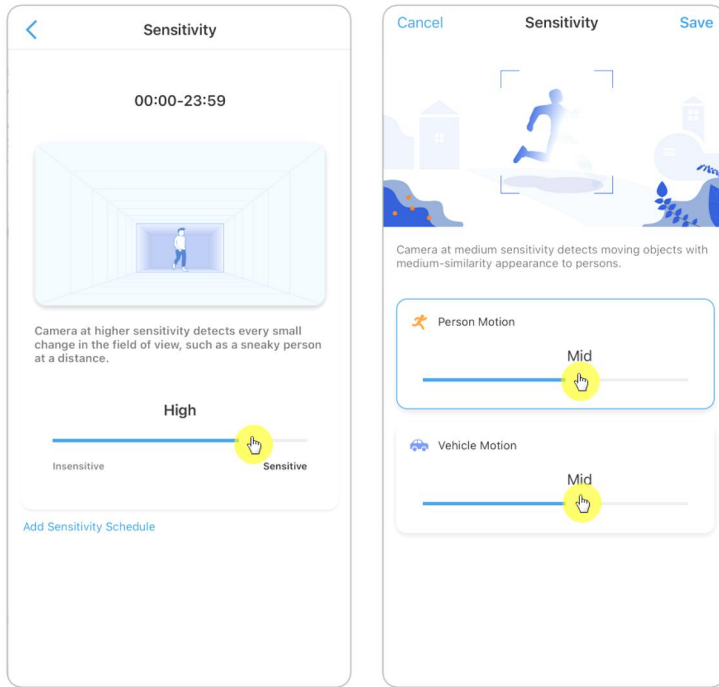 Sensitivity
00:00-23:59
Camera at higher sensitivity detects every small
change in the field of view, such as a sneaky person
at a distance.
High
Insensitive Sensitive
Add Sensitivity Schedule
Cancel Sensitivity Save
Camera at medium sensitivity detects moving objects with
medium-similarity appearance to persons.
Person Motion
Mid
Vehicle Motion
Mid